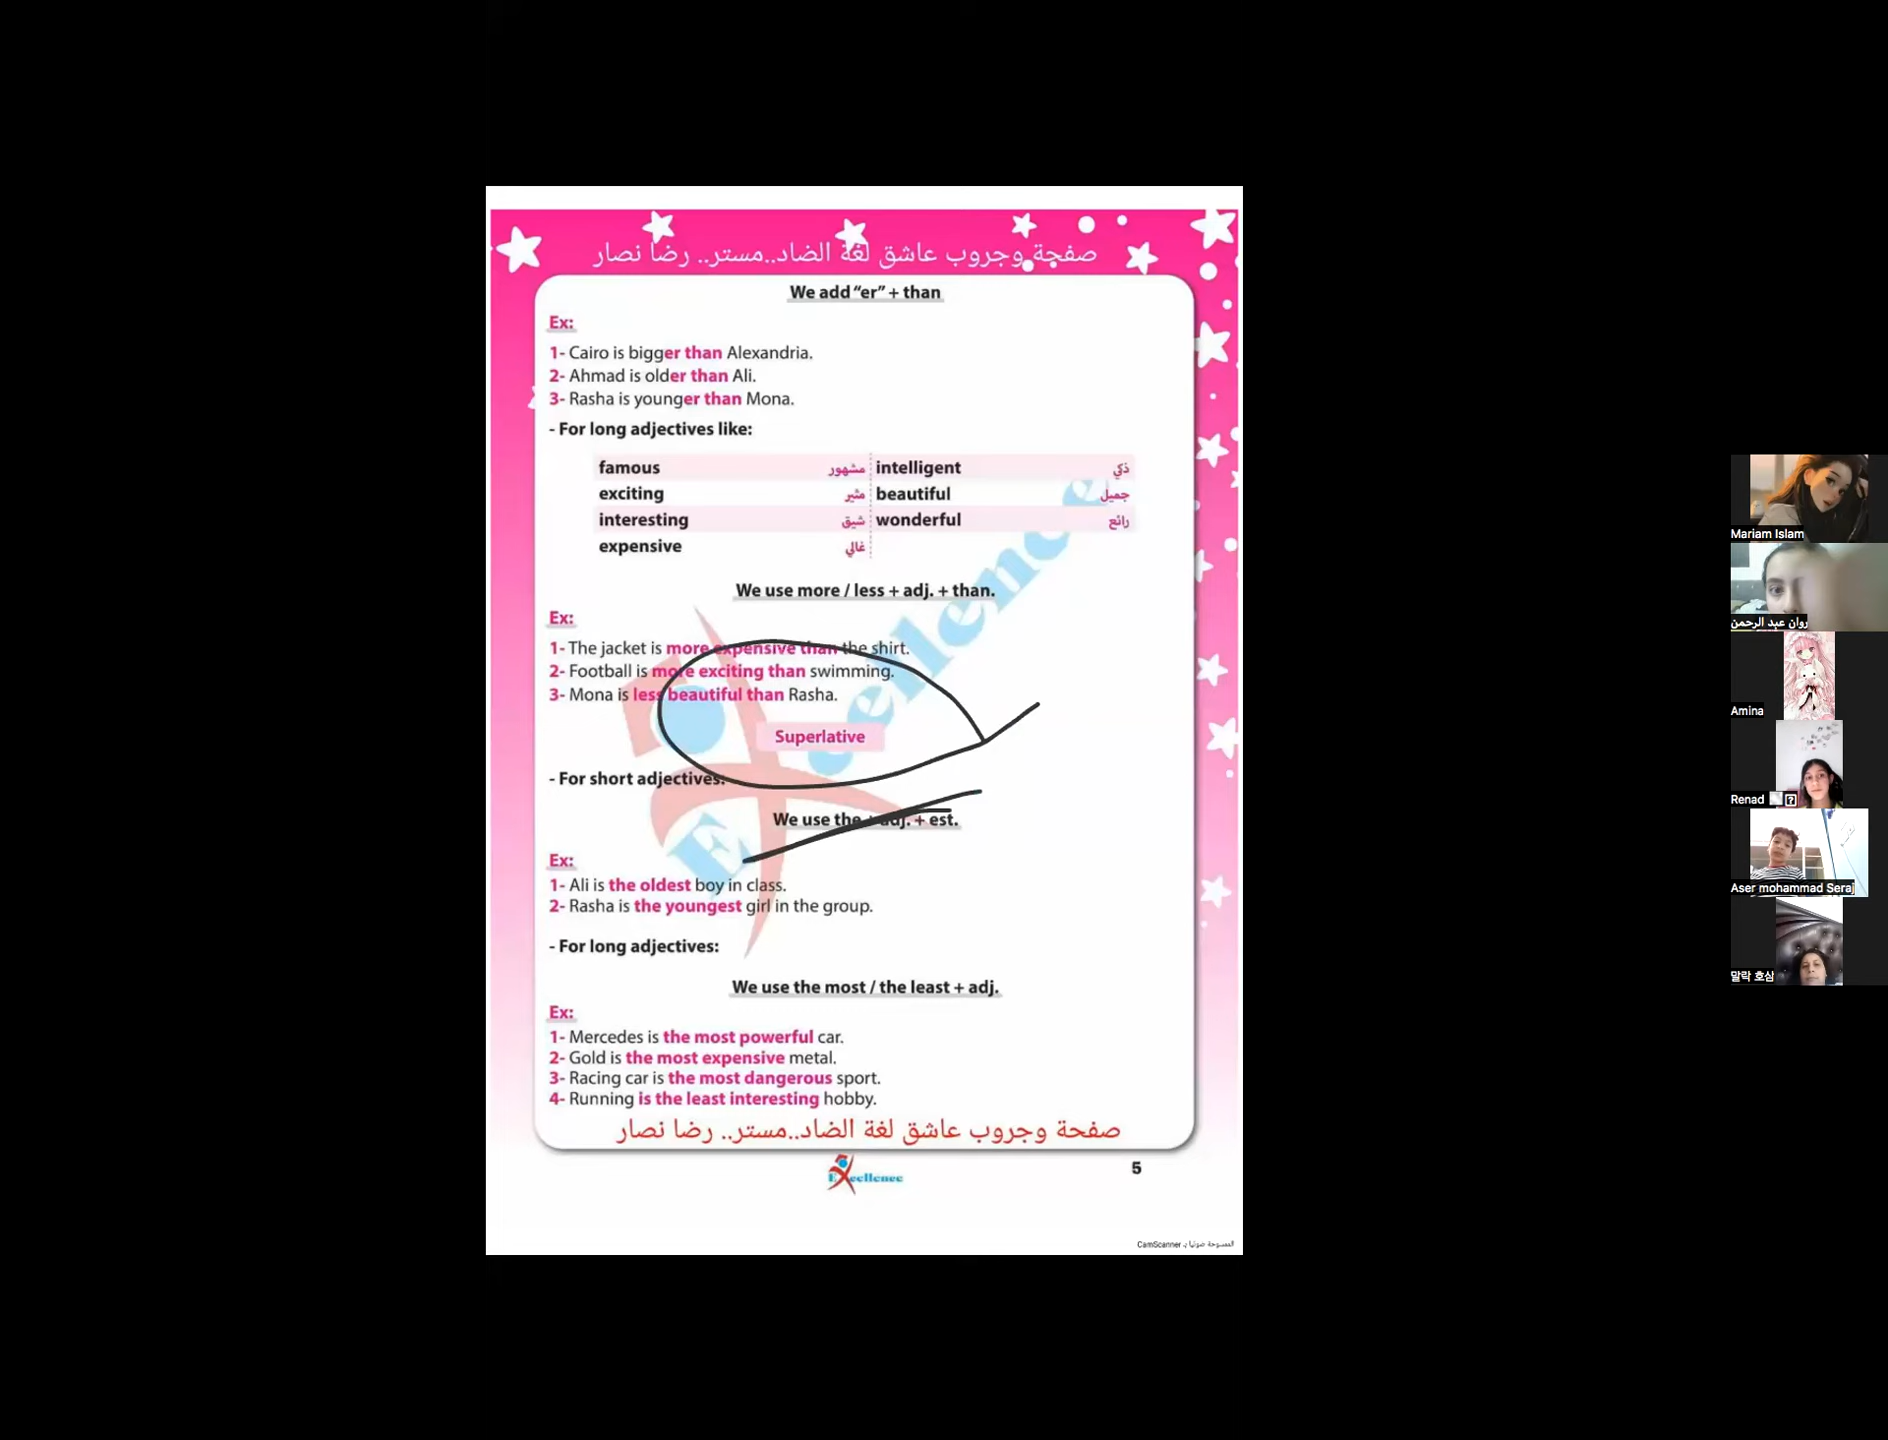 صفحة وجروب عاشق لغة الضاد..مستر.. رضا نصار
We add "er" + than
Ex:
1- Cairo is bigger than Alexandria.
2- Ahmad is older than Ali.
3- Rasha is younger than Mona.
- For long adjectives like:
famous مشهور intelligent ذكي
exciting مثير beautiful جميل
interesting شيق wonderful رائع
expensive غالي
We use more / less + adj. + than.
Ex:
1- The jacket is more expensive than the shirt.
2- Football is more exciting than swimming.
3- Mona is less beautiful than Rasha.
Superlative
- For short adjectives:
We use the + adj. + est.
Ex:
1- Ali is the oldest boy in class.
2- Rasha is the youngest girl in the group.
- For long adjectives:
We use the most / the least + adj.
Ex:
1- Mercedes is the most powerful car.
2- Gold is the most expensive metal.
3- Racing car is the most dangerous sport.
4- Running is the least interesting hobby.
صفحة وجروب عاشق لغة الضاد..مستر.. رضا نصار
Excellence
5
الممسوحة ضوئيا بـ CamScanner
Excellence
Mariam Islam
روان عبد الرحمن
Amina
Renad
Aser mohammad Seraj
말락 호삼